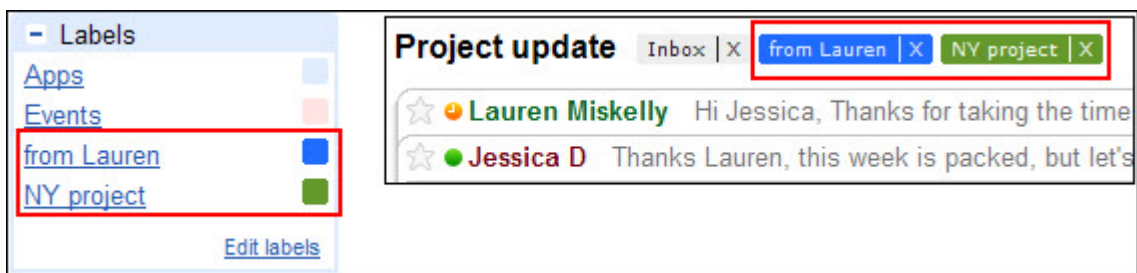 – Labels
Apps
Events
from Lauren
NY project
Edit labels
Project update Inbox | X from Lauren | X NY project | X
Lauren Miskelly Hi Jessica, Thanks for taking the time
Jessica D Thanks Lauren, this week is packed, but let's